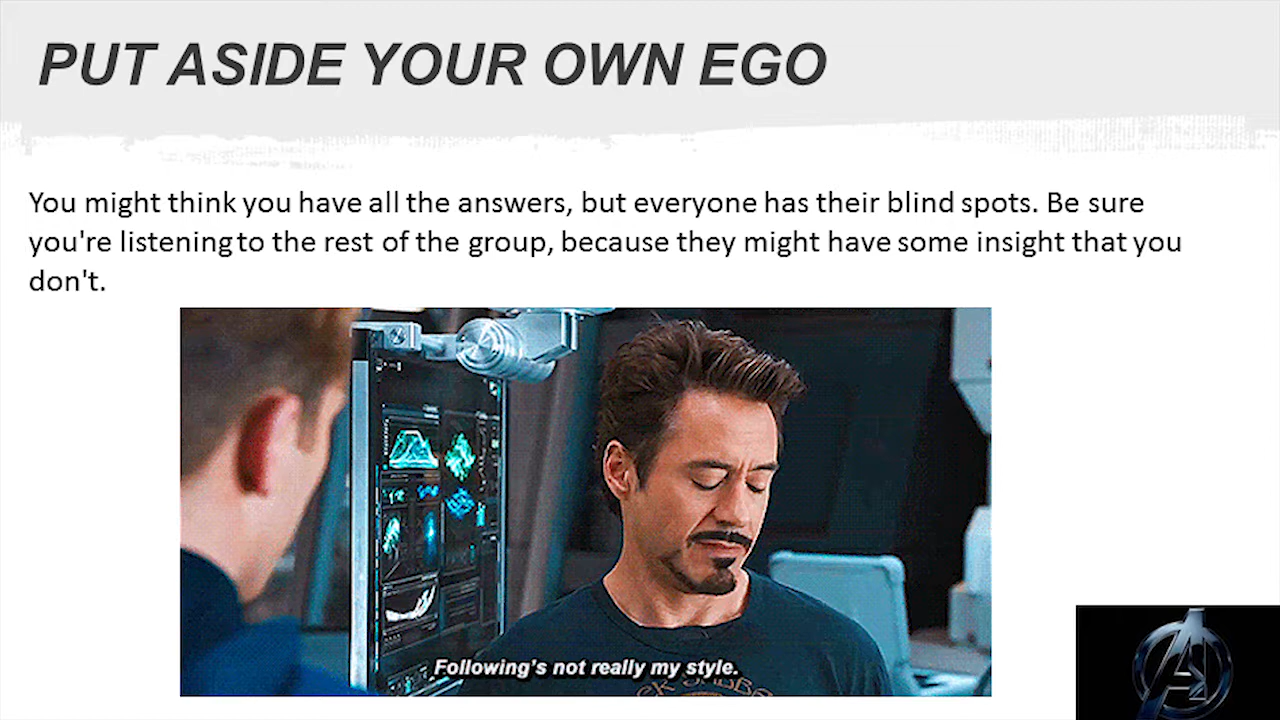 PUT ASIDE YOUR OWN EGO
You might think you have all the answers, but everyone has their blind spots. Be sure
you're listening to the rest of the group, because they might have some insight that you
don't.
Following's not really my style.